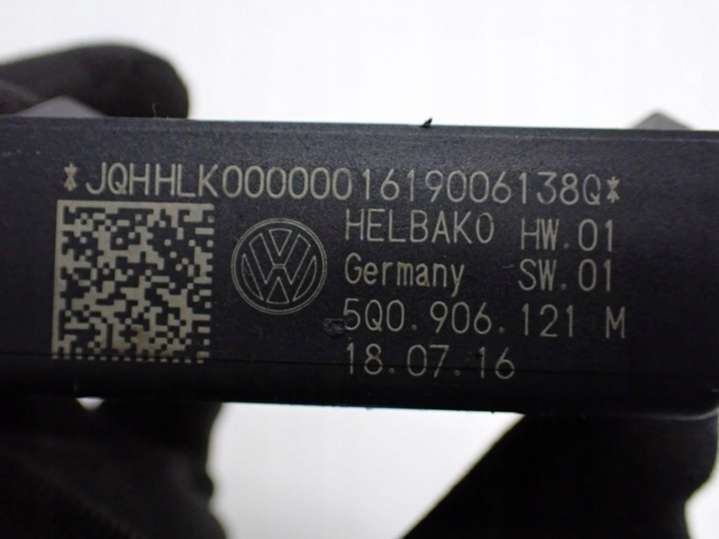 *JQHHLK0000001619006138Q*
HELBAKO HW.01
Germany SW.01
5Q0.906.121 M
18.07.16